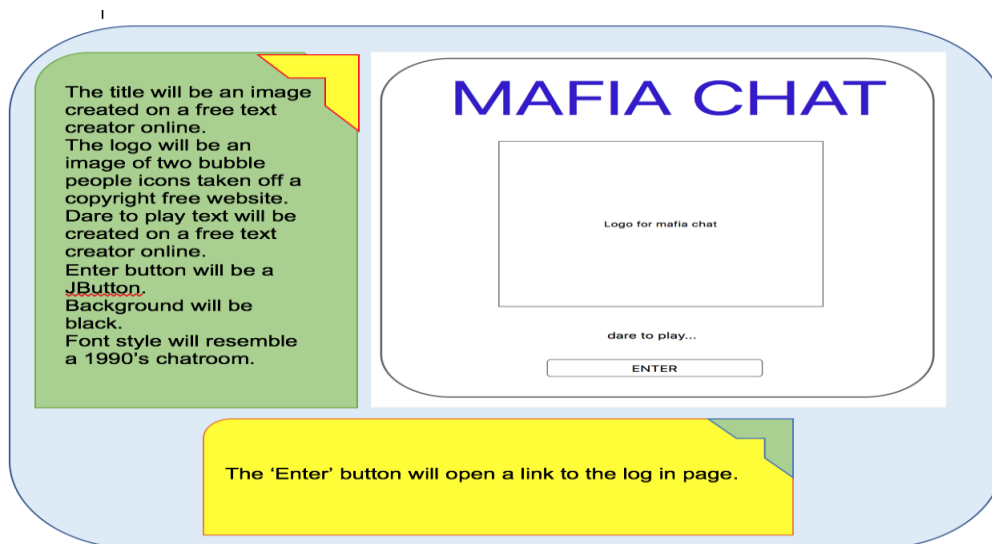 The title will be an image
created on a free text
creator online.
The logo will be an
image of two bubble
people icons taken off a
copyright free website.
Dare to play text will be
created on a free text
creator online.
Enter button will be a
JButton.
Background will be
black.
Font style will resemble
a 1990's chatroom.
MAFIA CHAT
Logo for mafia chat
dare to play...
ENTER
The 'Enter' button will open a link to the log in page.